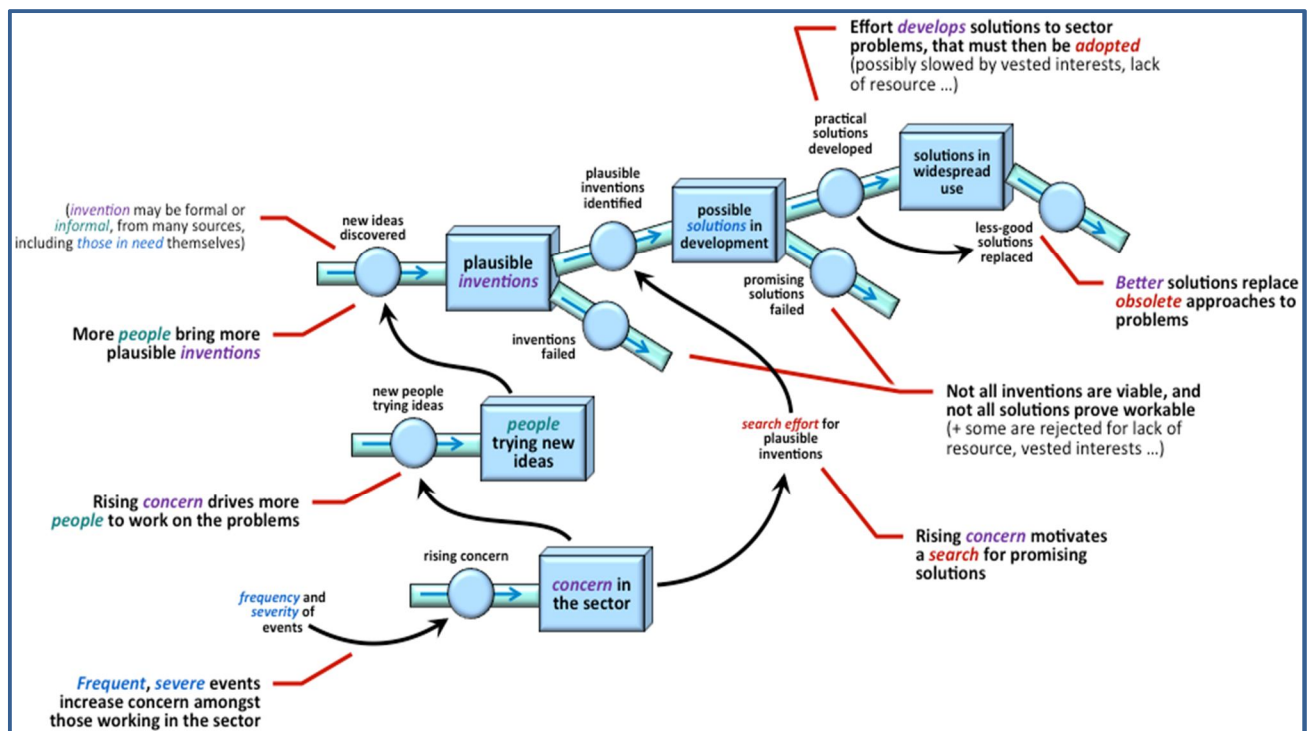 Effort develops solutions to sector
problems, that must then be adopted
(possibly slowed by vested interests, lack
of resource ...)
practical
solutions
developed
solutions in
widespread
use
plausible
inventions
identified
possible
solutions in
development
(invention may be formal or
informal, from many sources,
including those in need themselves)
new ideas
discovered
plausible
inventions
less-good
solutions
replaced
promising
solutions
failed
Better solutions replace
obsolete approaches to
problems
More people bring more
plausible inventions
inventions
failed
new people
trying ideas
people
trying new
ideas
search effort for
plausible
inventions
Not all inventions are viable, and
not all solutions prove workable
(+ some are rejected for lack of
resource, vested interests ...)
Rising concern drives more
people to work on the problems
rising concern
concern in
the sector
Rising concern motivates
a search for promising
solutions
frequency and
severity of
events
Frequent, severe events
increase concern amongst
those working in the sector